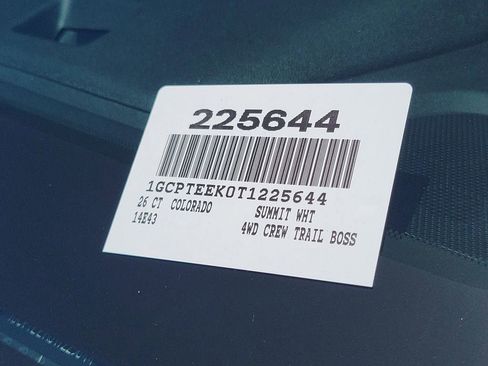 225644
1GCPTEEK0T1225644
26 CT COLORADO SUMMIT WHT
14E43 4WD CREW TRAIL BOSS